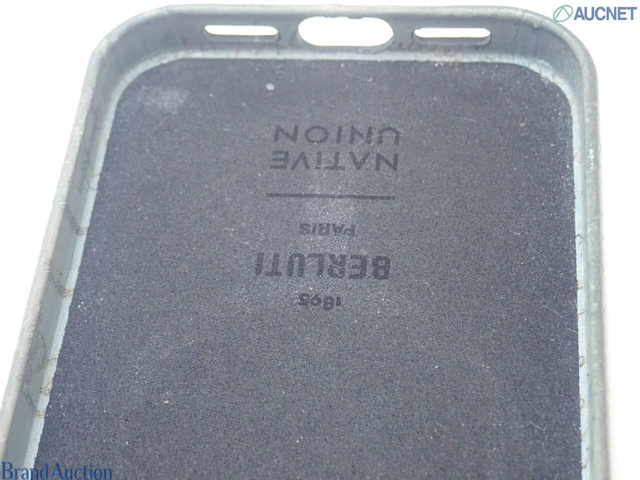 AUCNET
1895
BERLUTI
PARIS
NATIVE
UNION
Brand Auction